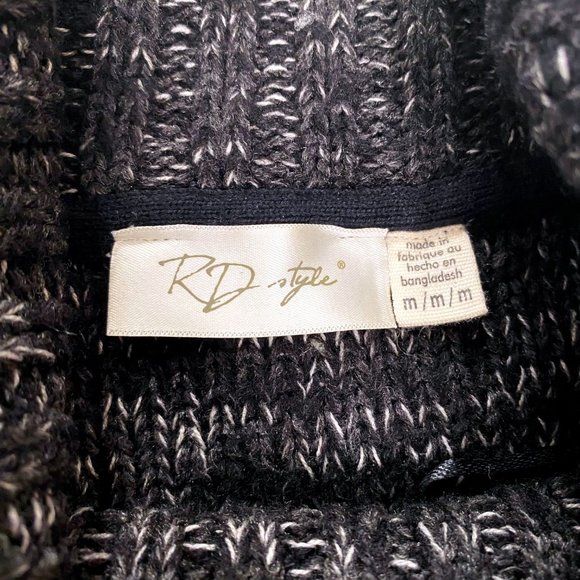 RD-style®
made in
fabrique au
hecho en
bangladesh
m/m/m